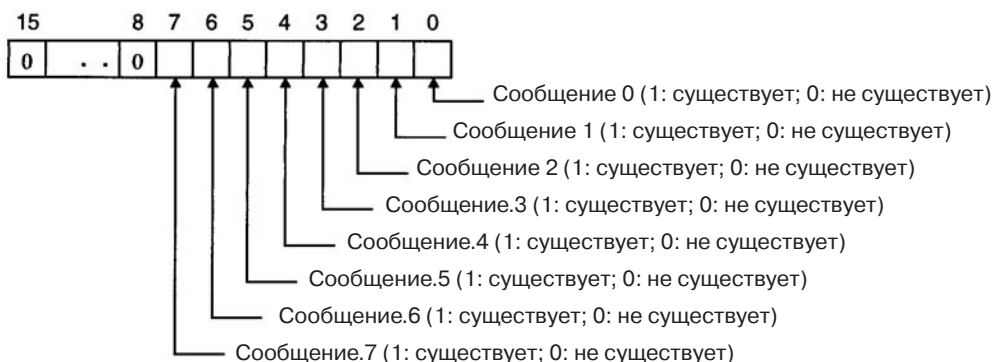 15 8 7 6 5 4 3 2 1 0
0 . . 0
Сообщение 0 (1: существует; 0: не существует)
Сообщение 1 (1: существует; 0: не существует)
Сообщение 2 (1: существует; 0: не существует)
Сообщение.3 (1: существует; 0: не существует)
Сообщение.4 (1: существует; 0: не существует)
Сообщение.5 (1: существует; 0: не существует)
Сообщение.6 (1: существует; 0: не существует)
Сообщение.7 (1: существует; 0: не существует)